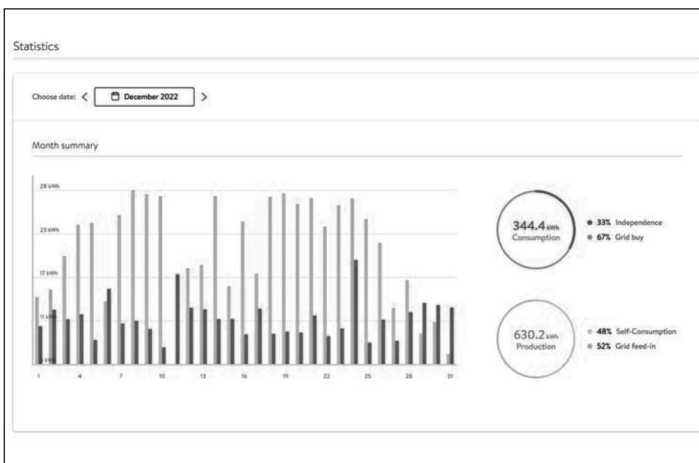 Statistics
Choose date: < December 2022 >
Month summary
28 kWh
23 kWh
17 kWh
11 kWh
kWh
1 4 7 10 13 16 19 22 25 28 31
344.4 kWh
Consumption
33% Independence
67% Grid buy
630.2 kWh
Production
48% Self-Consumption
52% Grid feed-in